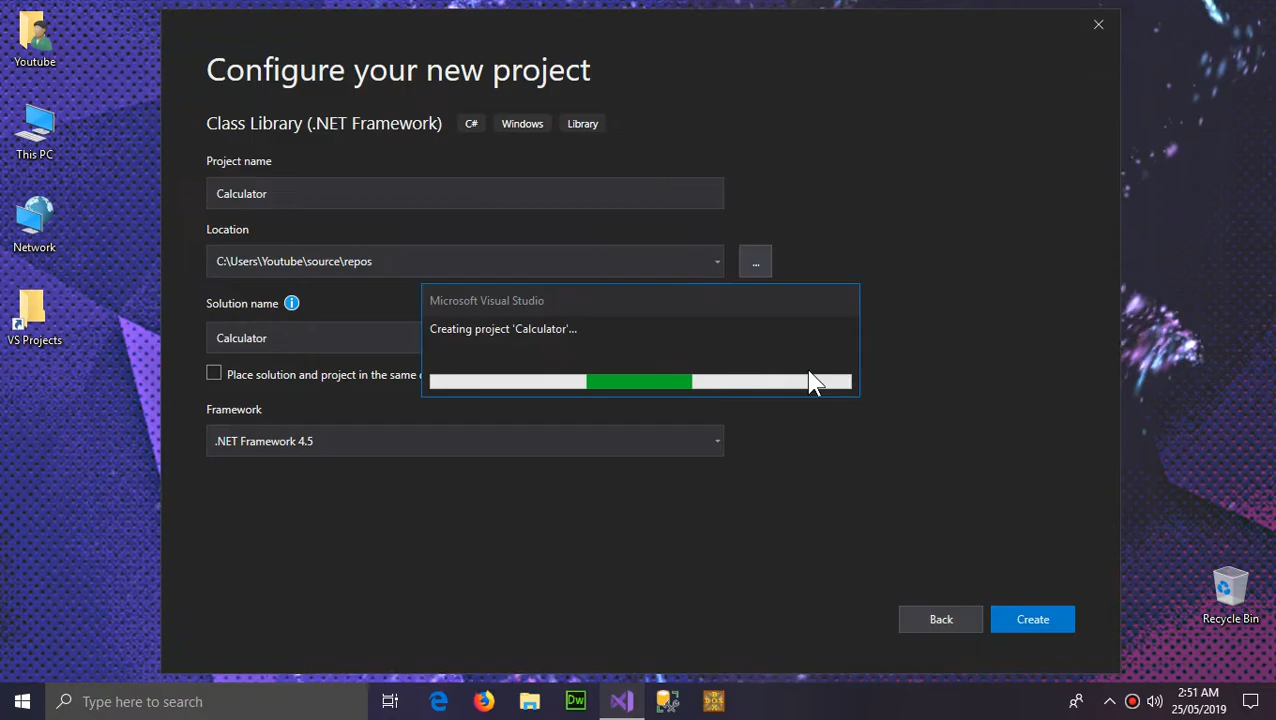 Youtube
This PC
Network
VS Projects
Configure your new project
Class Library (.NET Framework) C# Windows Library
Project name
Calculator
Location
C:\Users\Youtube\source\repos
...
Solution name i
Calculator
Place solution and project in the same
Microsoft Visual Studio
Creating project 'Calculator'...
Framework
.NET Framework 4.5
Back Create
Recycle Bin
Type here to search
Dw
DOS
2:51 AM
25/05/2019